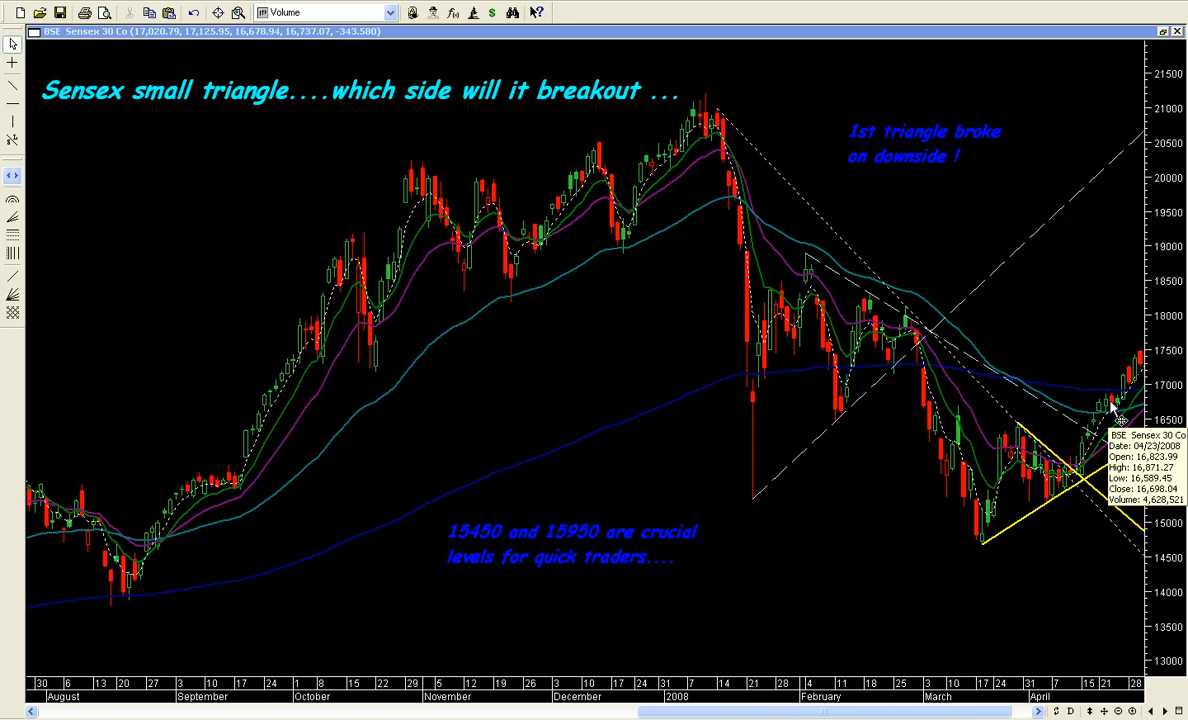 Volume
BSE Sensex 30 Co (17,020.79, 17,125.95, 16,678.94, 16,737.07, -343.580)
Sensex small triangle....which side will it breakout ...
1st triangle broke
on downside !
15450 and 15950 are crucial
levels for quick traders....
21500
21000
20500
20000
19500
19000
18500
18000
17500
17000
16500
BSE Sensex 30 Co
Date: 04/23/2008
Open: 16,823.99
High: 16,871.27
Low: 16,589.45
Close: 16,698.04
Volume: 4,628,521
15000
14500
14000
13500
13000
30 6 13 20 27 3 10 17 24 1 8 15 22 29 5 12 19 26 3 10 17 24 31 7 14 21 28 4 11 18 25 3 10 17 24 31 7 15 21 28
August September October November December 2008 February March April